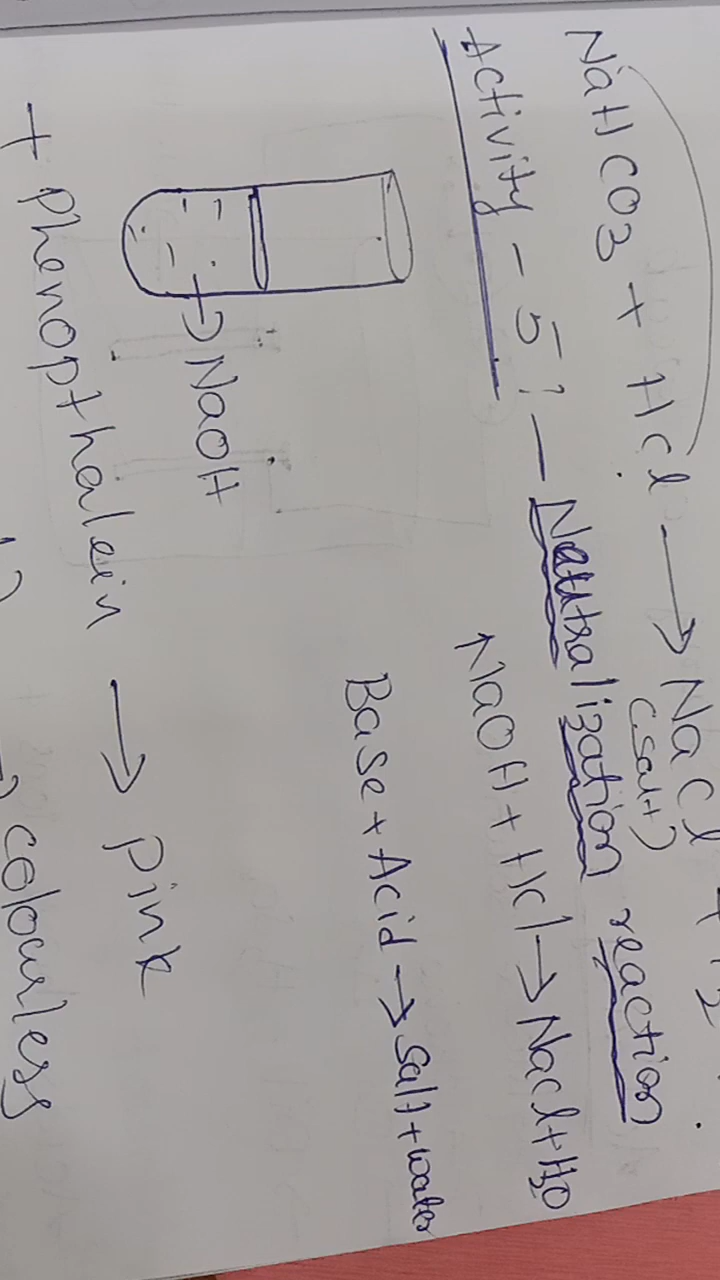 NaHCO3 + HCl → NaCl +
(salt)
Activity - 5 : - Neutralization reaction
NaOH + HCl → NaCl + H2O
Base + Acid → Salt + water
→ NaOH
+ Phenopthalein → Pink
→ colourless